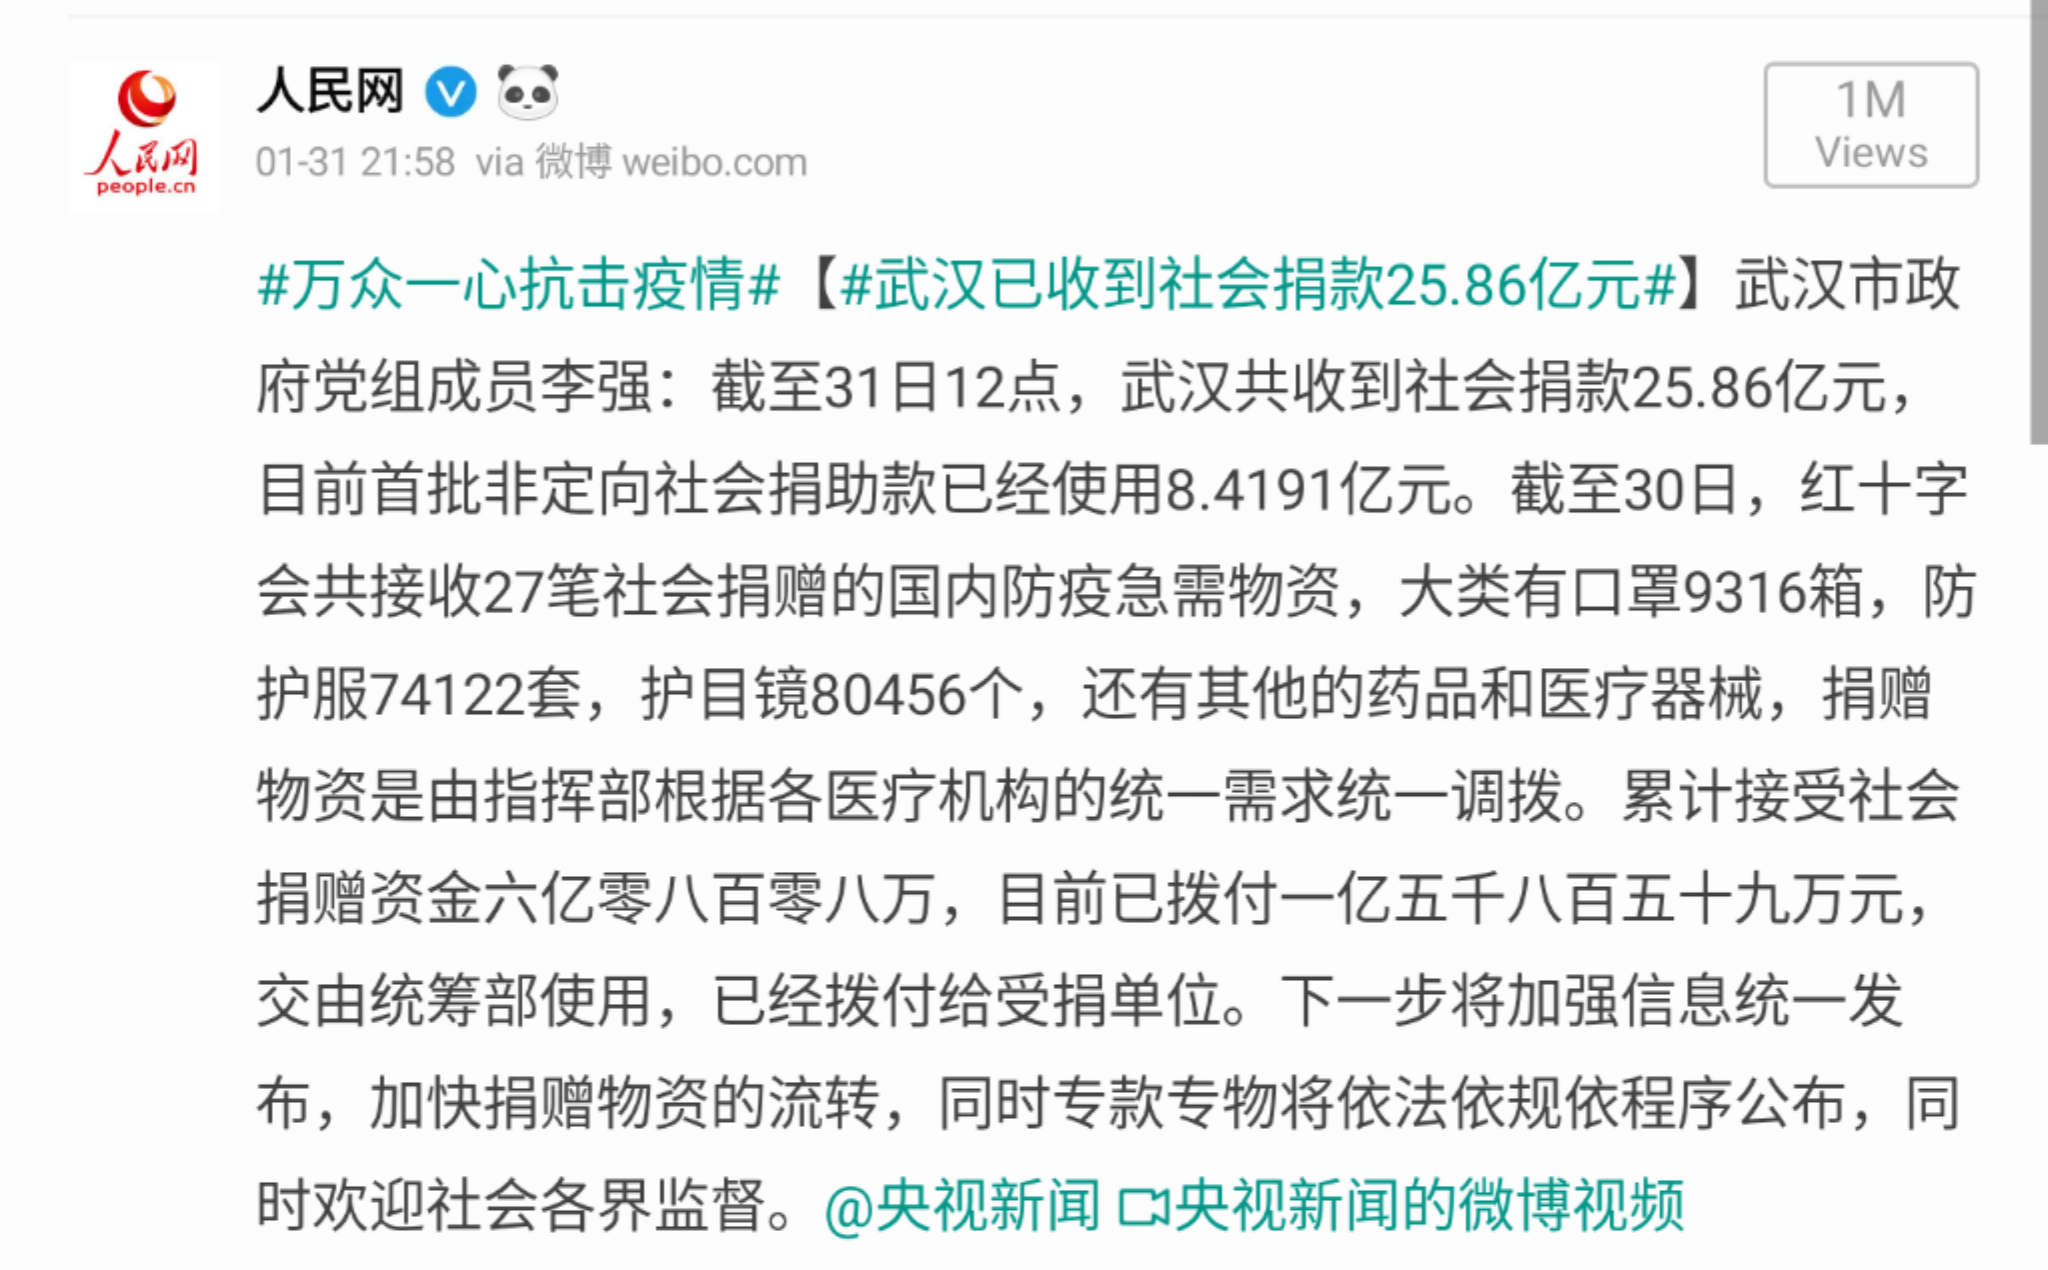 人民网
人民网
people.cn
01-31 21:58 via 微博 weibo.com
1M
Views
#万众一心抗击疫情#【#武汉已收到社会捐款25.86亿元#】武汉市政
府党组成员李强：截至31日12点，武汉共收到社会捐款25.86亿元，
目前首批非定向社会捐助款已经使用8.4191亿元。截至30日，红十字
会共接收27笔社会捐赠的国内防疫急需物资，大类有口罩9316箱，防
护服74122套，护目镜80456个，还有其他的药品和医疗器械，捐赠
物资是由指挥部根据各医疗机构的统一需求统一调拨。累计接受社会
捐赠资金六亿零八百零八万，目前已拨付一亿五千八百五十九万元，
交由统筹部使用，已经拨付给受捐单位。下一步将加强信息统一发
布，加快捐赠物资的流转，同时专款专物将依法依规依程序公布，同
时欢迎社会各界监督。@央视新闻 央视新闻的微博视频